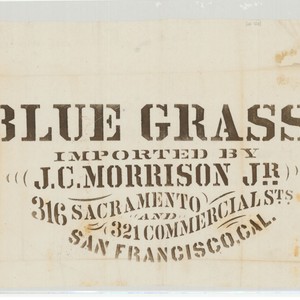 BLUE GRASS
IMPORTED BY
J.C. MORRISON JR
316 SACRAMENTO
AND
321 COMMERCIAL STS
SAN FRANCISCO, CAL.